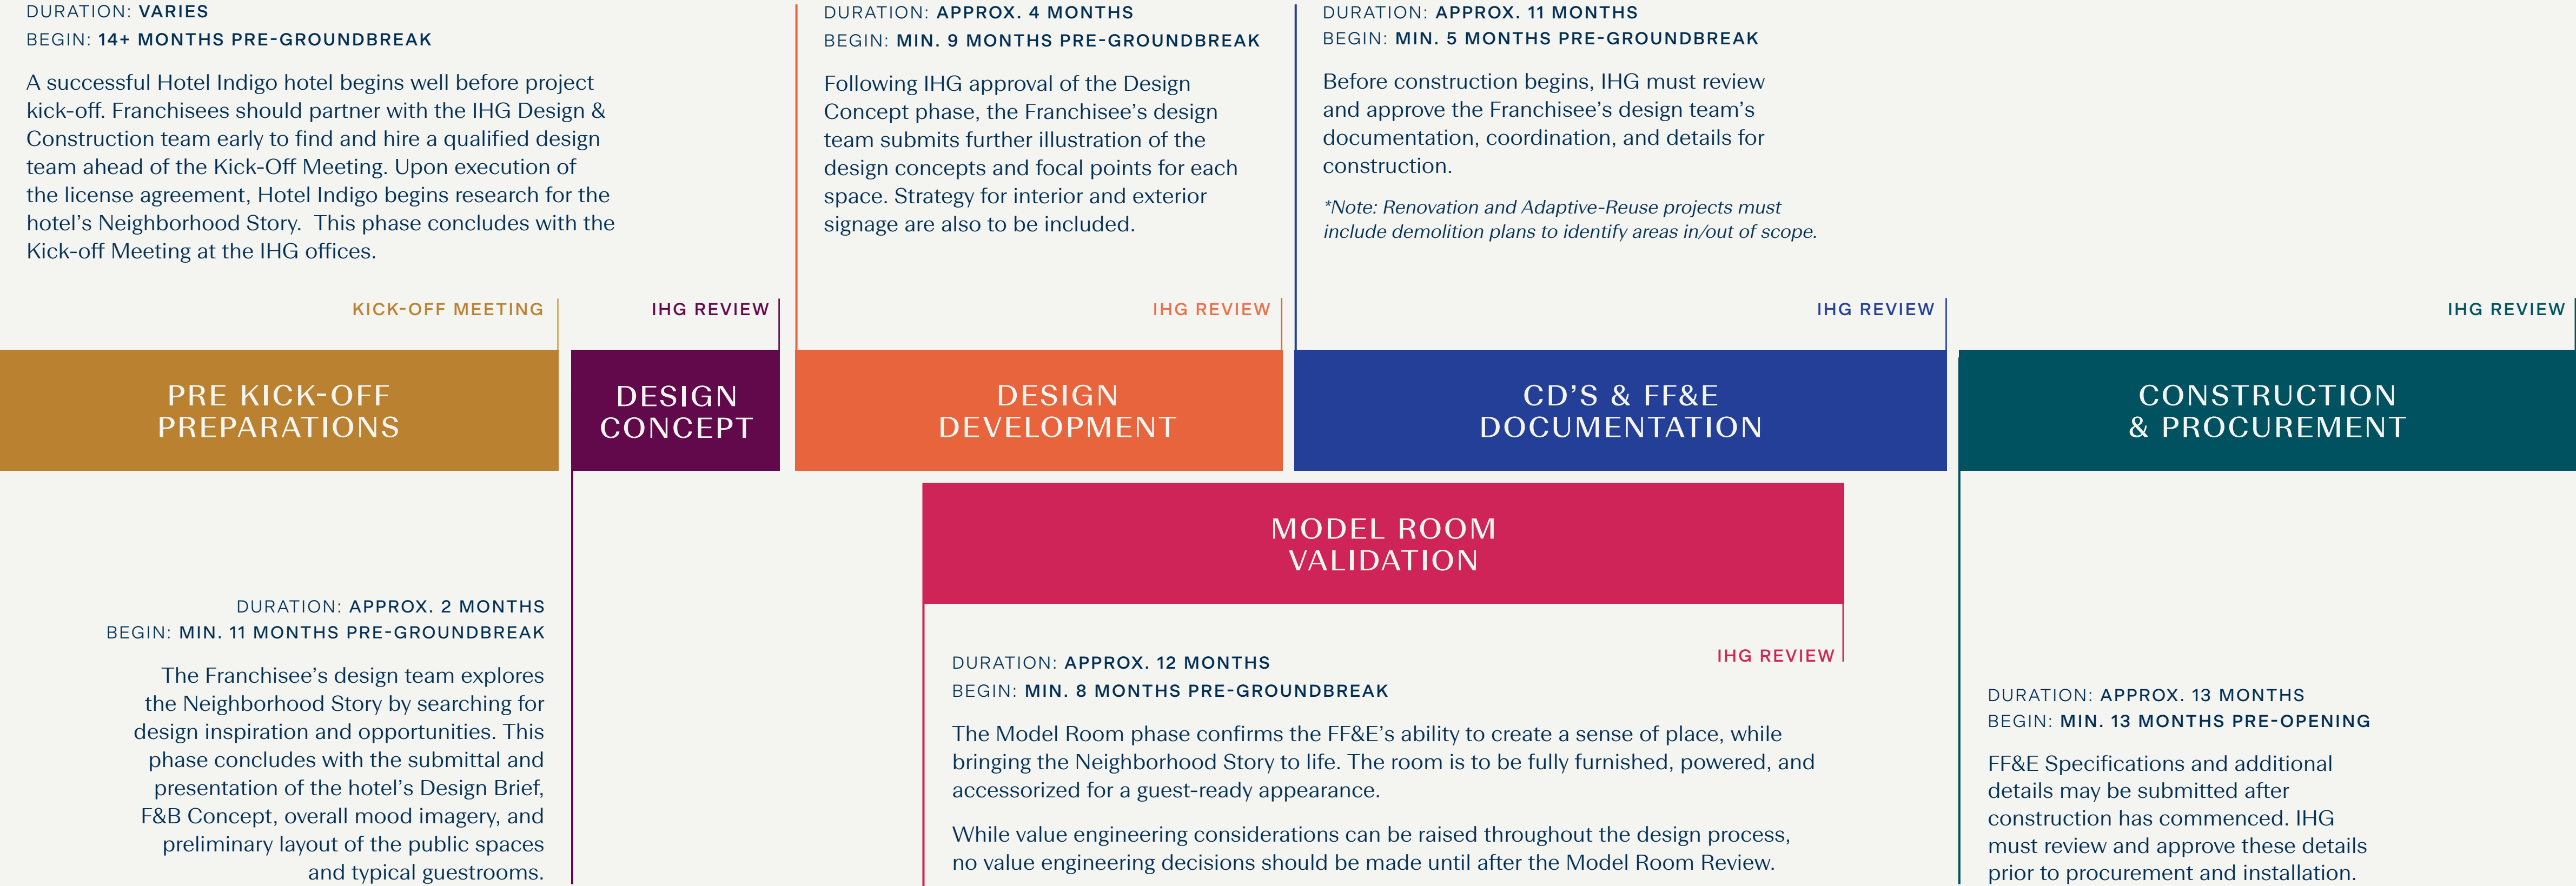 DURATION: VARIES
BEGIN: 14+ MONTHS PRE-GROUNDBREAK
A successful Hotel Indigo hotel begins well before project
kick-off. Franchisees should partner with the IHG Design &
Construction team early to find and hire a qualified design
team ahead of the Kick-Off Meeting. Upon execution of
the license agreement, Hotel Indigo begins research for the
hotel's Neighborhood Story.  This phase concludes with the
Kick-off Meeting at the IHG offices.
DURATION: APPROX. 4 MONTHS
BEGIN: MIN. 9 MONTHS PRE-GROUNDBREAK
Following IHG approval of the Design
Concept phase, the Franchisee's design
team submits further illustration of the
design concepts and focal points for each
space. Strategy for interior and exterior
signage are also to be included.
DURATION: APPROX. 11 MONTHS
BEGIN: MIN. 5 MONTHS PRE-GROUNDBREAK
Before construction begins, IHG must review
and approve the Franchisee's design team's
documentation, coordination, and details for
construction.
*Note: Renovation and Adaptive-Reuse projects must
include demolition plans to identify areas in/out of scope.
KICK-OFF MEETING
IHG REVIEW
IHG REVIEW
IHG REVIEW
IHG REVIEW
PRE KICK-OFF
PREPARATIONS
DESIGN
CONCEPT
DESIGN
DEVELOPMENT
CD'S & FF&E
DOCUMENTATION
CONSTRUCTION
& PROCUREMENT
MODEL ROOM
VALIDATION
DURATION: APPROX. 2 MONTHS
BEGIN: MIN. 11 MONTHS PRE-GROUNDBREAK
The Franchisee's design team explores
the Neighborhood Story by searching for
design inspiration and opportunities. This
phase concludes with the submittal and
presentation of the hotel's Design Brief,
F&B Concept, overall mood imagery, and
preliminary layout of the public spaces
and typical guestrooms.
IHG REVIEW
DURATION: APPROX. 12 MONTHS
BEGIN: MIN. 8 MONTHS PRE-GROUNDBREAK
The Model Room phase confirms the FF&E's ability to create a sense of place, while
bringing the Neighborhood Story to life. The room is to be fully furnished, powered, and
accessorized for a guest-ready appearance.
While value engineering considerations can be raised throughout the design process,
no value engineering decisions should be made until after the Model Room Review.
DURATION: APPROX. 13 MONTHS
BEGIN: MIN. 13 MONTHS PRE-OPENING
FF&E Specifications and additional
details may be submitted after
construction has commenced. IHG
must review and approve these details
prior to procurement and installation.